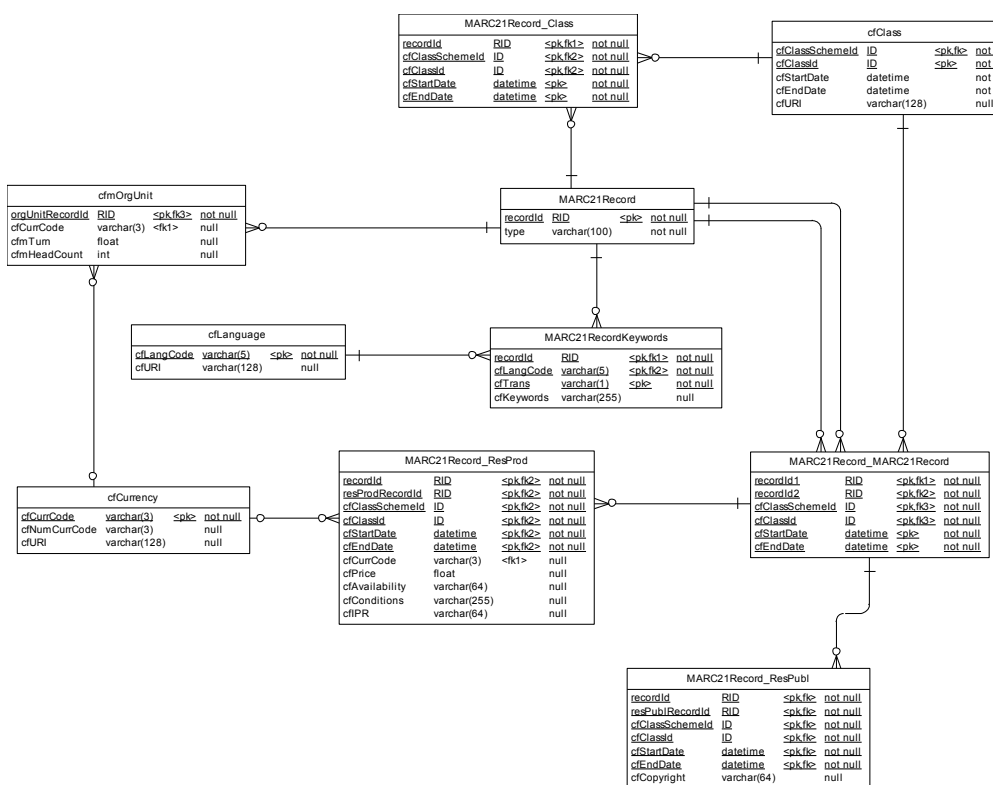 MARC21Record_Class
recordId RID <pk,fk1> not null
cfClassSchemeId ID <pk,fk2> not null
cfClassId ID <pk,fk2> not null
cfStartDate datetime <pk> not null
cfEndDate datetime <pk> not null
cfClass
cfClassSchemeId ID <pk,fk> not
cfClassId ID <pk> not
cfStartDate datetime not
cfEndDate datetime not
cfURI varchar(128) null
cfmOrgUnit
orgUnitRecordId RID <pk,fk3> not null
cfCurrCode varchar(3) <fk1> null
cfmTurn float null
cfmHeadCount int null
MARC21Record
recordId RID <pk> not null
type varchar(100) not null
cfLanguage
cfLangCode varchar(5) <pk> not null
cfURI varchar(128) null
MARC21RecordKeywords
recordId RID <pk,fk1> not null
cfLangCode varchar(5) <pk,fk2> not null
cfTrans varchar(1) <pk> not null
cfKeywords varchar(255) null
MARC21Record_ResProd
recordId RID <pk,fk2> not null
resProdRecordId RID <pk,fk2> not null
cfClassSchemeId ID <pk,fk2> not null
cfClassId ID <pk,fk2> not null
cfStartDate datetime <pk,fk2> not null
cfEndDate datetime <pk,fk2> not null
cfCurrCode varchar(3) <fk1> null
cfPrice float null
cfAvailability varchar(64) null
cfConditions varchar(255) null
cfIPR varchar(64) null
MARC21Record_MARC21Record
recordId1 RID <pk,fk1> not null
recordId2 RID <pk,fk2> not null
cfClassSchemeId ID <pk,fk3> not null
cfClassId ID <pk,fk3> not null
cfStartDate datetime <pk> not null
cfEndDate datetime <pk> not null
cfCurrency
cfCurrCode varchar(3) <pk> not null
cfNumCurrCode varchar(3) null
cfURI varchar(128) null
MARC21Record_ResPubl
recordId RID <pk,fk> not null
resPublRecordId RID <pk,fk> not null
cfClassSchemeId ID <pk,fk> not null
cfClassId ID <pk,fk> not null
cfStartDate datetime <pk,fk> not null
cfEndDate datetime <pk,fk> not null
cfCopyright varchar(64) null